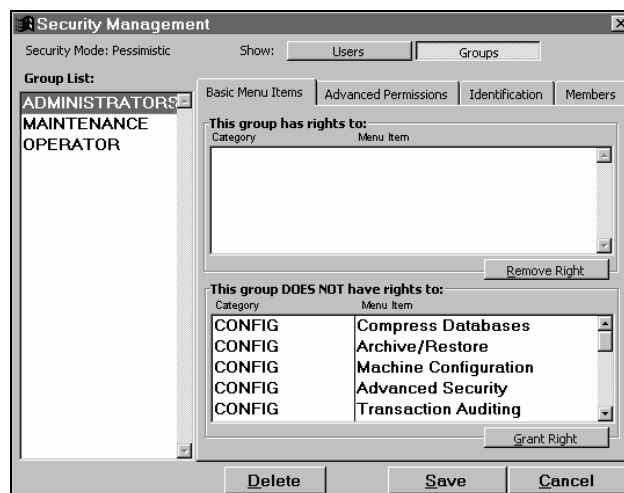 Security Management
Security Mode: Pessimistic Show: Users Groups
Group List:
ADMINISTRATORS
MAINTENANCE
OPERATOR
Basic Menu Items Advanced Permissions Identification Members
This group has rights to:
Category Menu Item
Remove Right
This group DOES NOT have rights to:
Category Menu Item
CONFIG Compress Databases
CONFIG Archive/Restore
CONFIG Machine Configuration
CONFIG Advanced Security
CONFIG Transaction Auditing
Grant Right
Delete Save Cancel